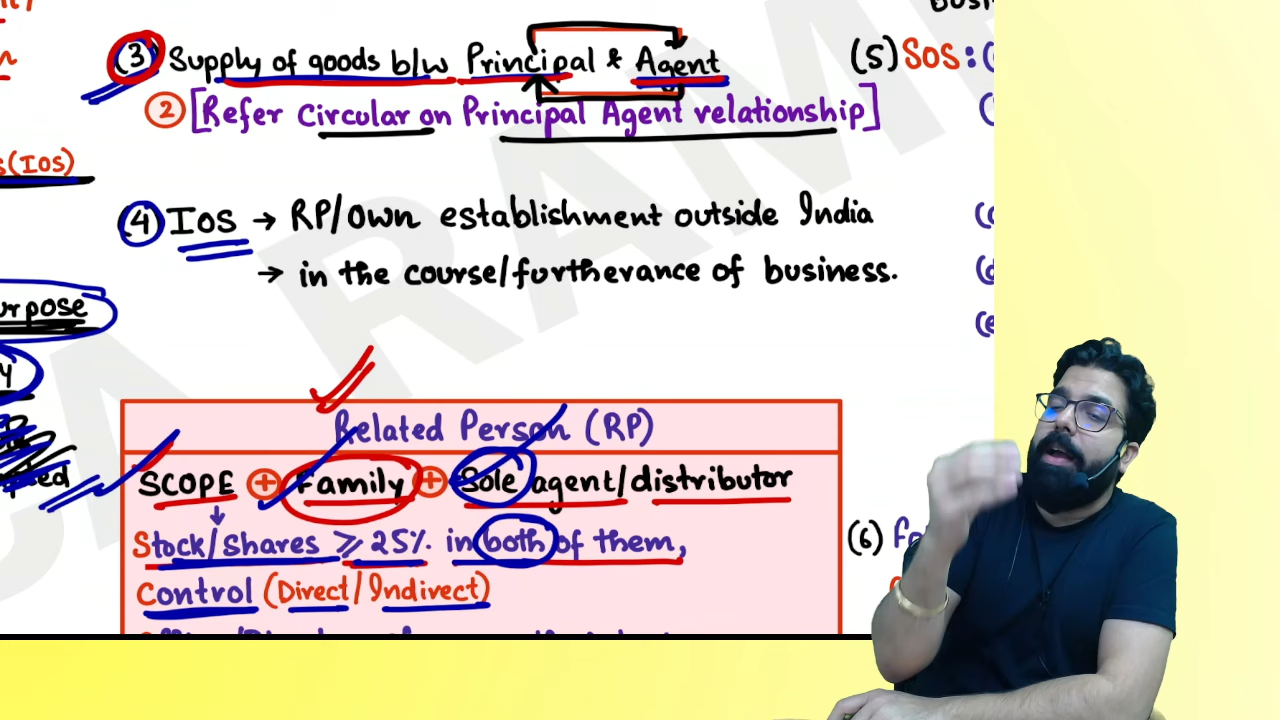 (3) Supply of goods b/w Principal & Agent
② [Refer Circular on Principal Agent relationship]
④ IOS → RP/Own establishment outside India
→ in the course/furtherance of business.
Related Person (RP)
SCOPE ⊕ Family ⊕ Sole agent/distributor
↓
Stock/Shares ⩾ 25% in both of them,
Control (Direct/Indirect)
s(IOS)
urpose
(5) SOS:
(6)